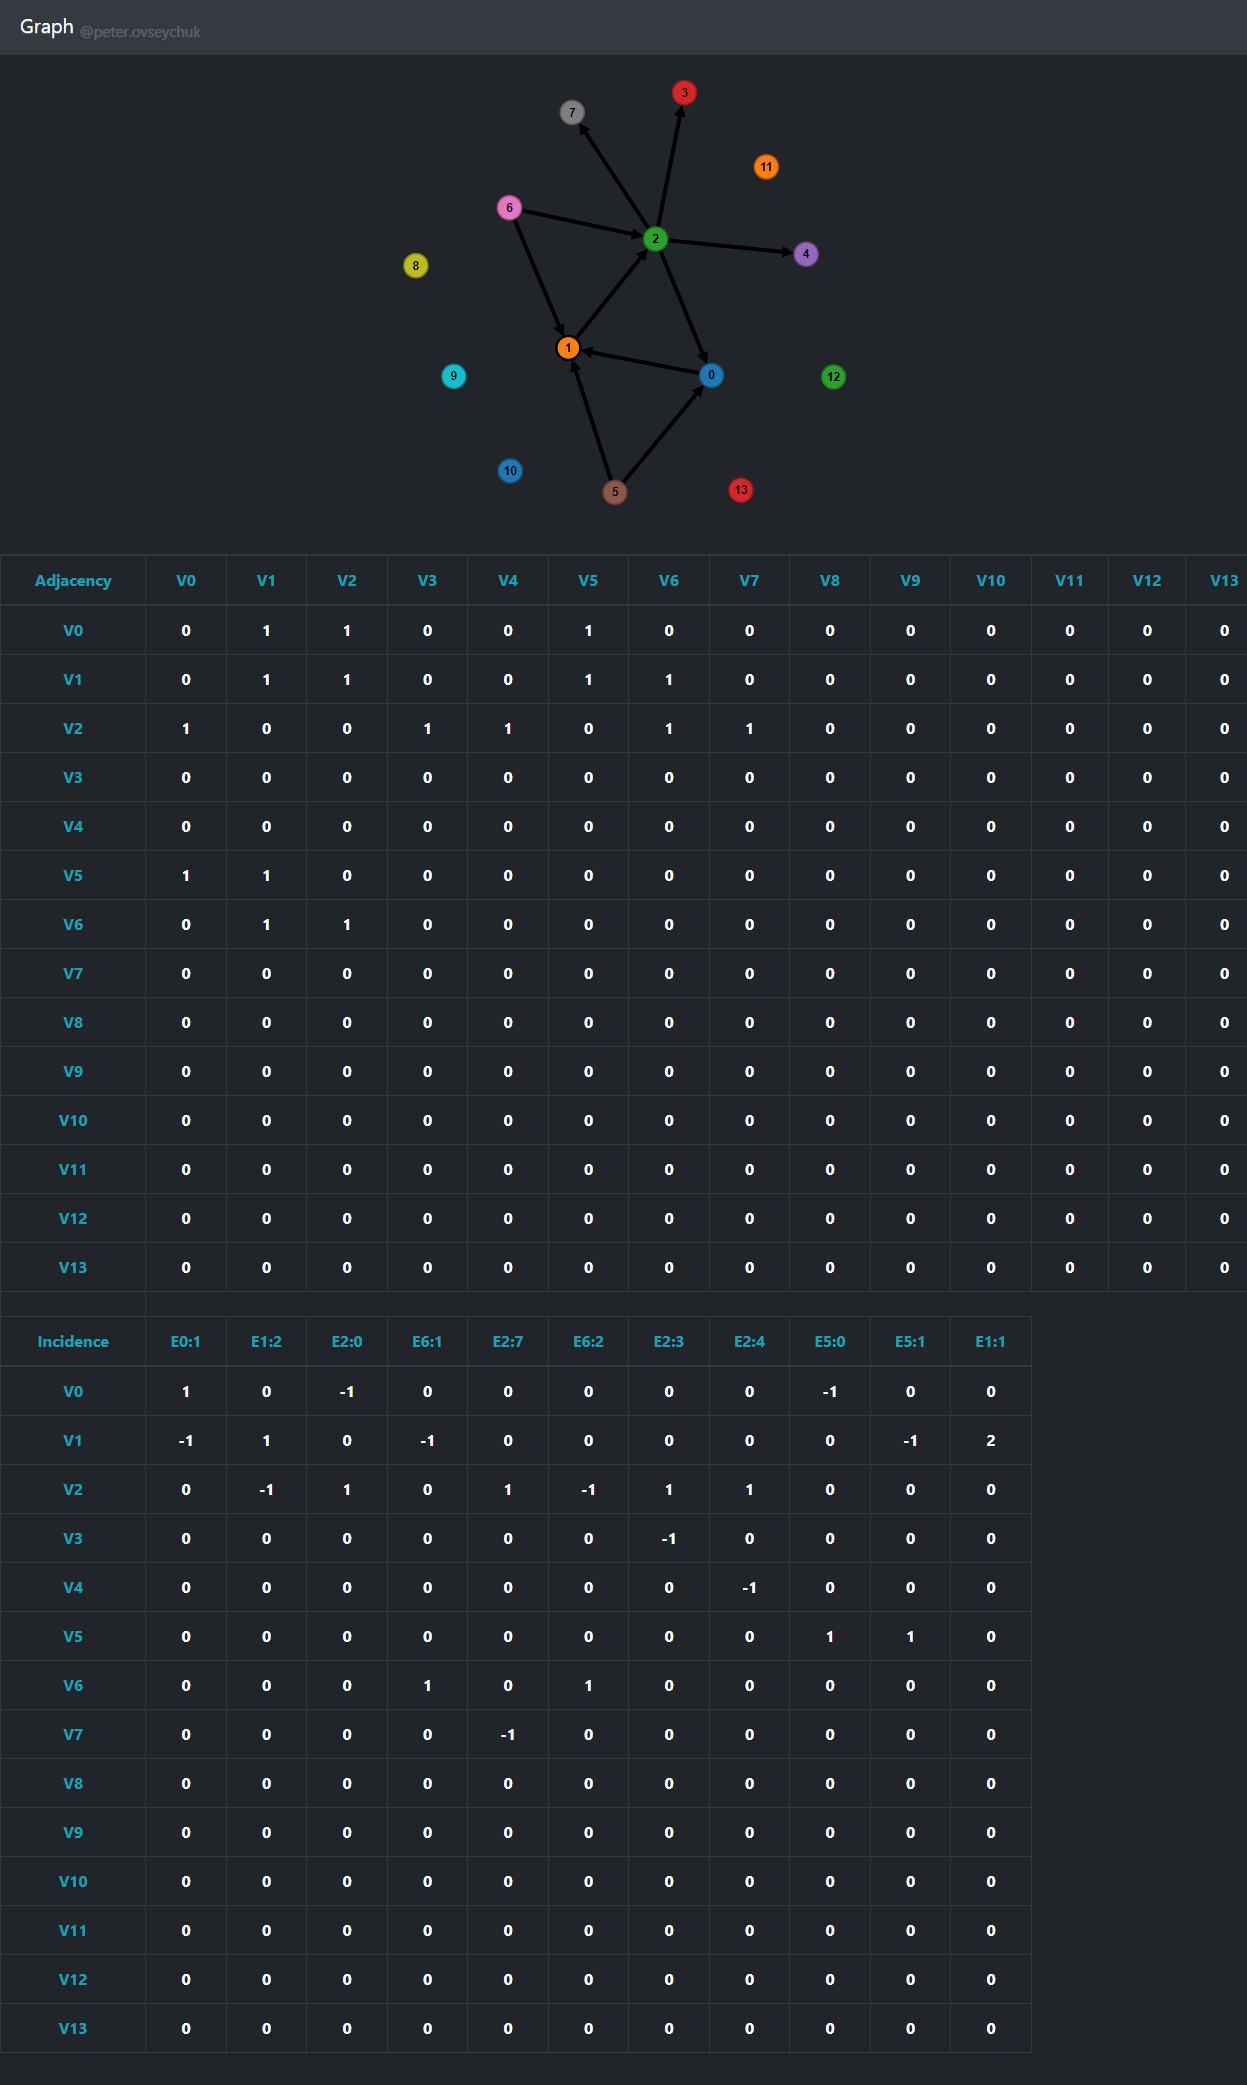 Graph @peter.ovseychuk
7
3
11
6
2
4
8
1
0
9
12
10
5
13
Adjacency V0 V1 V2 V3 V4 V5 V6 V7 V8 V9 V10 V11 V12 V13
V0 0 1 1 0 0 1 0 0 0 0 0 0 0 0
V1 0 1 1 0 0 1 1 0 0 0 0 0 0 0
V2 1 0 0 1 1 0 1 1 0 0 0 0 0 0
V3 0 0 0 0 0 0 0 0 0 0 0 0 0 0
V4 0 0 0 0 0 0 0 0 0 0 0 0 0 0
V5 1 1 0 0 0 0 0 0 0 0 0 0 0 0
V6 0 1 1 0 0 0 0 0 0 0 0 0 0 0
V7 0 0 0 0 0 0 0 0 0 0 0 0 0 0
V8 0 0 0 0 0 0 0 0 0 0 0 0 0 0
V9 0 0 0 0 0 0 0 0 0 0 0 0 0 0
V10 0 0 0 0 0 0 0 0 0 0 0 0 0 0
V11 0 0 0 0 0 0 0 0 0 0 0 0 0 0
V12 0 0 0 0 0 0 0 0 0 0 0 0 0 0
V13 0 0 0 0 0 0 0 0 0 0 0 0 0 0
Incidence E0:1 E1:2 E2:0 E6:1 E2:7 E6:2 E2:3 E2:4 E5:0 E5:1 E1:1
V0 1 0 -1 0 0 0 0 0 -1 0 0
V1 -1 1 0 -1 0 0 0 0 0 -1 2
V2 0 -1 1 0 1 -1 1 1 0 0 0
V3 0 0 0 0 0 0 -1 0 0 0 0
V4 0 0 0 0 0 0 0 -1 0 0 0
V5 0 0 0 0 0 0 0 0 1 1 0
V6 0 0 0 1 0 1 0 0 0 0 0
V7 0 0 0 0 -1 0 0 0 0 0 0
V8 0 0 0 0 0 0 0 0 0 0 0
V9 0 0 0 0 0 0 0 0 0 0 0
V10 0 0 0 0 0 0 0 0 0 0 0
V11 0 0 0 0 0 0 0 0 0 0 0
V12 0 0 0 0 0 0 0 0 0 0 0
V13 0 0 0 0 0 0 0 0 0 0 0